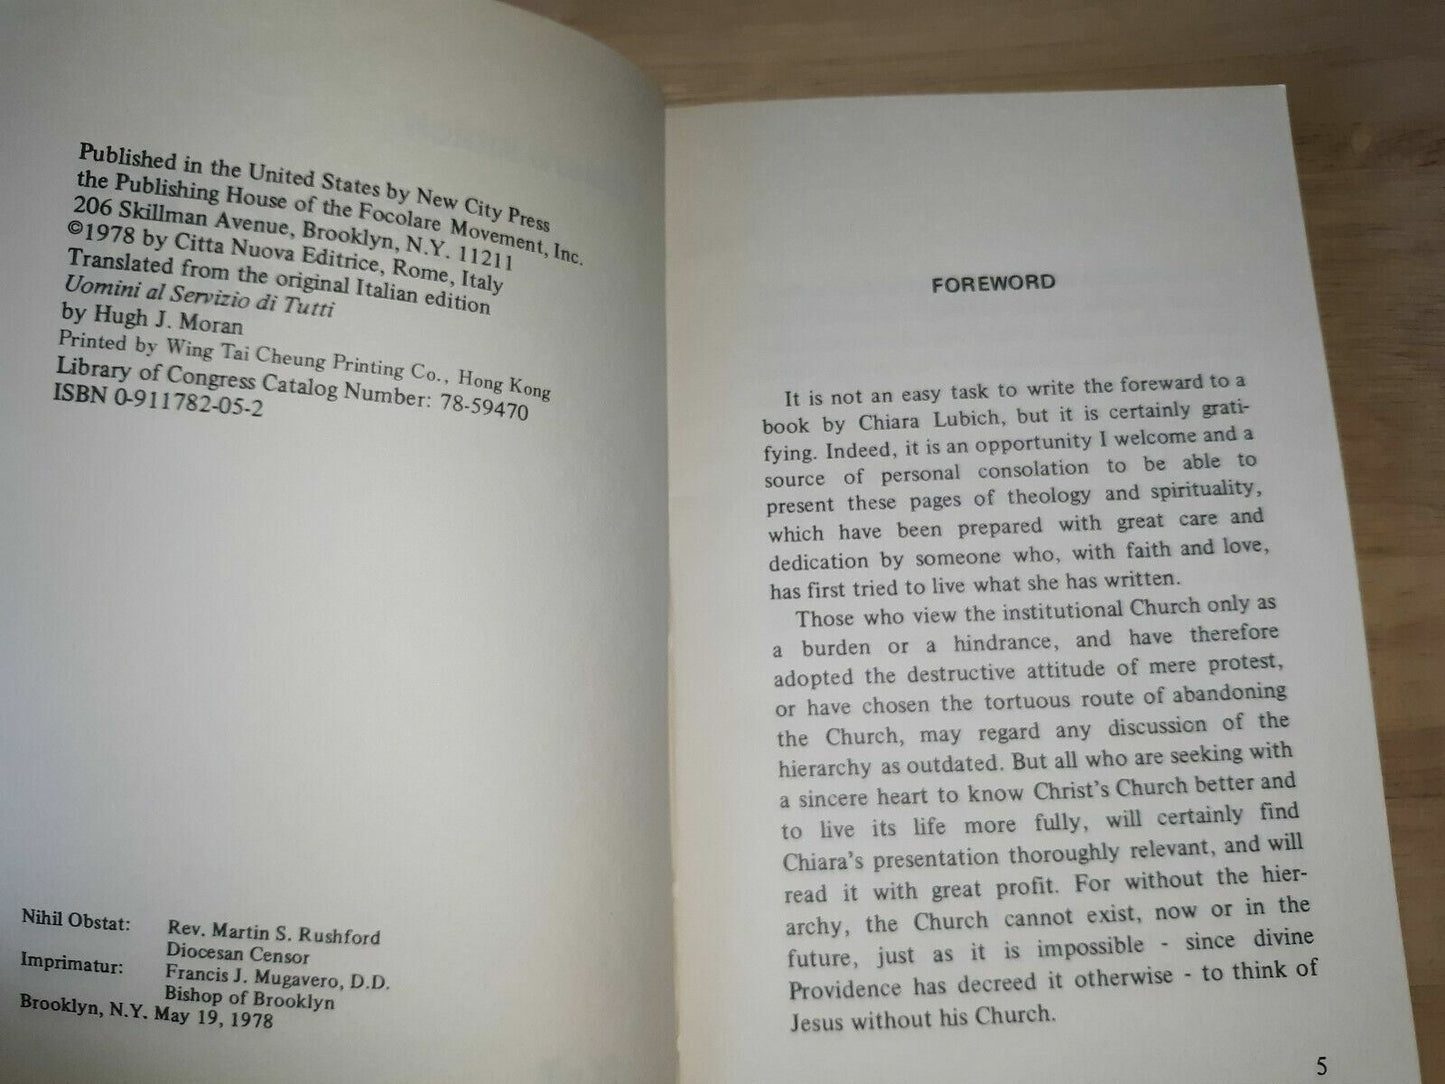 Published in the United States by New City Press
the Publishing House of the Focolare Movement, Inc.
206 Skillman Avenue, Brooklyn, N.Y. 11211
©1978 by Citta Nuova Editrice, Rome, Italy
Translated from the original Italian edition
Uomini al Servizio di Tutti
by Hugh J. Moran
Printed by Wing Tai Cheung Printing Co., Hong Kong
Library of Congress Catalog Number: 78-59470
ISBN 0-911782-05-2
Nihil Obstat: Rev. Martin S. Rushford
Diocesan Censor
Imprimatur: Francis J. Mugavero, D.D.
Bishop of Brooklyn
Brooklyn, N.Y. May 19, 1978
FOREWORD
It is not an easy task to write the foreward to a
book by Chiara Lubich, but it is certainly grati-
fying. Indeed, it is an opportunity I welcome and a
source of personal consolation to be able to
present these pages of theology and spirituality,
which have been prepared with great care and
dedication by someone who, with faith and love,
has first tried to live what she has written.
Those who view the institutional Church only as
a burden or a hindrance, and have therefore
adopted the destructive attitude of mere protest,
or have chosen the tortuous route of abandoning
the Church, may regard any discussion of the
hierarchy as outdated. But all who are seeking with
a sincere heart to know Christ's Church better and
to live its life more fully, will certainly find
Chiara's presentation thoroughly relevant, and will
read it with great profit. For without the hier-
archy, the Church cannot exist, now or in the
future, just as it is impossible - since divine
Providence has decreed it otherwise - to think of
Jesus without his Church.
5